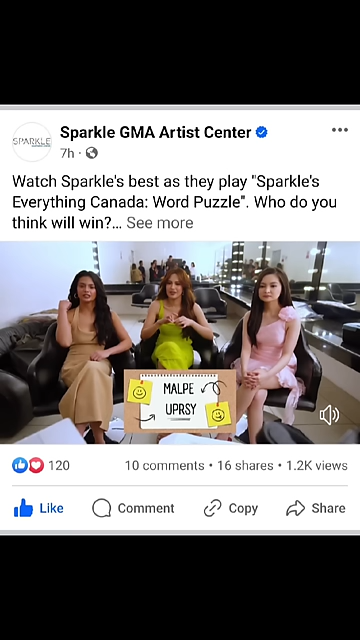 SPARKLE
Sparkle GMA Artist Center
7h ·
Watch Sparkle's best as they play "Sparkle's
Everything Canada: Word Puzzle". Who do you
think will win?... See more
MALPE
UPRSY
120
10 comments • 16 shares • 1.2K views
Like
Comment
Copy
Share